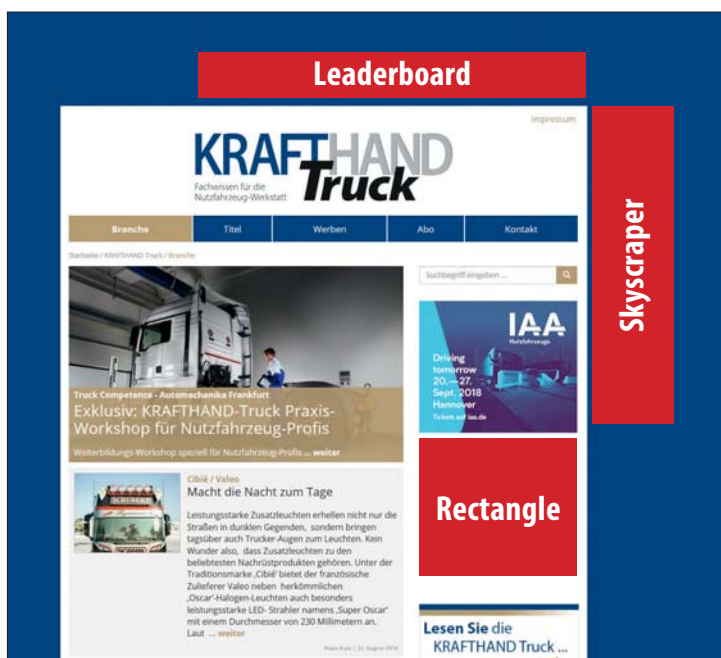 Leaderboard
Impressum
KRAFTHAND
Truck
Fachwissen für die
Nutzfahrzeug-Werkstatt
Branche Titel Werben Abo Kontakt
Startseite / KRAFTHAND Truck / Branche
Suchbegriff eingeben ...
Skyscraper
IAA
Nutzfahrzeuge
Driving
tomorrow
20.—27.
Sept. 2018
Hannover
Tickets auf iaa.de
Truck Competence - Automechanika Frankfurt
Exklusiv: KRAFTHAND-Truck Praxis-
Workshop für Nutzfahrzeug-Profis
Weiterbildungs-Workshop speziell für Nutzfahrzeug-Profis ... weiter
Rectangle
Cibié / Valeo
Macht die Nacht zum Tage
Leistungsstarke Zusatzleuchten erhellen nicht nur die
Straßen in dunklen Gegenden, sondern bringen
tagsüber auch Trucker-Augen zum Leuchten. Kein
Wunder also, dass Zusatzleuchten zu den
beliebtesten Nachrüstprodukten gehören. Unter der
Traditionsmarke ‚Cibié' bietet der französische
Zulieferer Valeo neben herkömmlichen
‚Oscar'-Halogen-Leuchten auch besonders
leistungsstarke LED- Strahler namens ‚Super Oscar'
mit einem Durchmesser von 230 Millimetern an.
Laut ... weiter
22. August 2018
Lesen Sie die
KRAFTHAND Truck ...